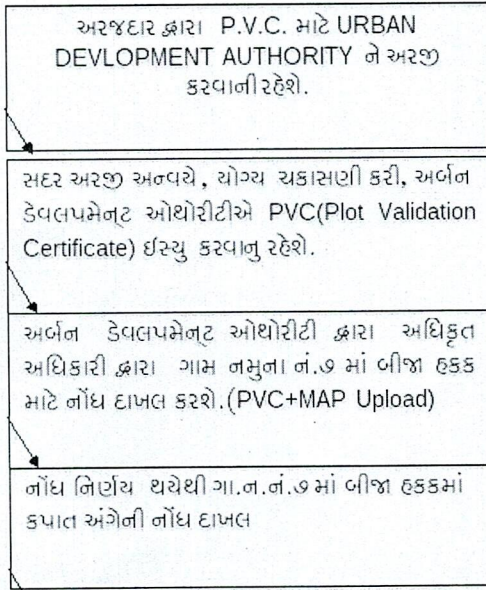 અરજદાર દ્વારા P.V.C. માટે URBAN
DEVLOPMENT AUTHORITY ને અરજી
કરવાની રહેશે.
સદર અરજી અન્વયે, યોગ્ય ચકાસણી કરી, અર્બન
ડેવલપમેન્ટ ઓથોરીટીએ PVC(Plot Validation
Certificate) ઈસ્યુ કરવાનુ રહેશે.
અર્બન ડેવલપમેન્ટ ઓથોરીટી દ્વારા અધિકૃત
અધિકારી દ્વારા ગામ નમુના નં.૭ માં બીજા હકક
માટે નોંધ દાખલ કરશે.(PVC+MAP Upload)
નોંધ નિર્ણય થયેથી ગા.ન.નં.૭ માં બીજા હકકમાં
કપાત અંગેની નોંધ દાખલ